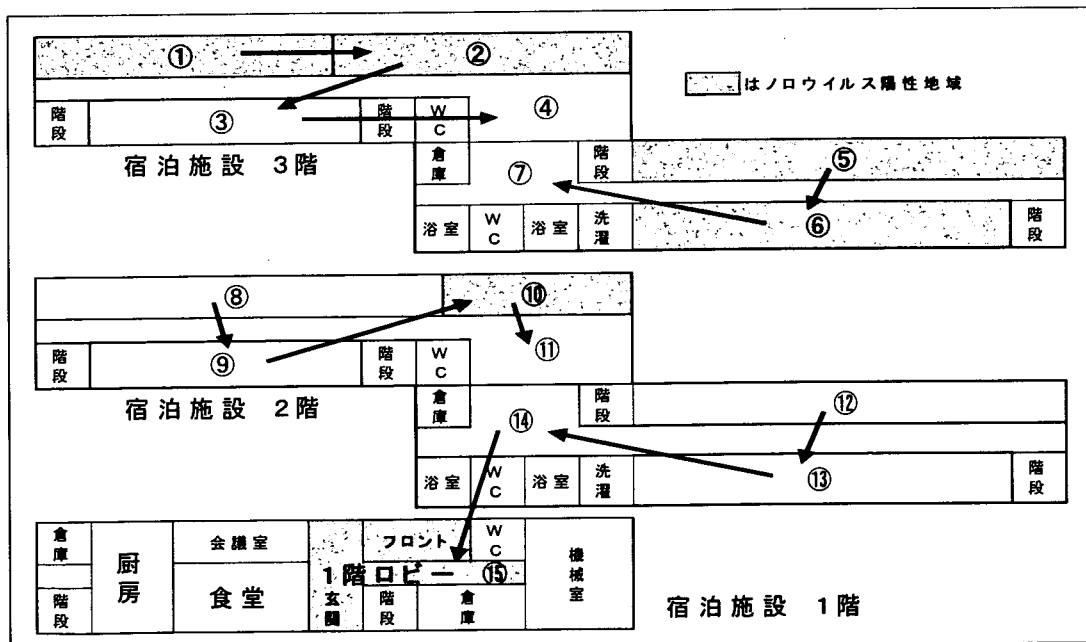 ① ②
はノロウイルス陽性地域
階段 ③ 階段 WC ④
宿泊施設 3階
倉庫 ⑦ 階段 ⑤
浴室 WC 浴室 洗濯 ⑥ 階段
⑧ ⑩
階段 ⑨ 階段 WC ⑪
宿泊施設 2階
倉庫 ⑭ 階段 ⑫
浴室 WC 浴室 洗濯 ⑬ 階段
倉庫 厨房 会議室 フロント WC 機械室
1階ロビー ⑮
階段 食堂 玄関 階段 倉庫
宿泊施設 1階